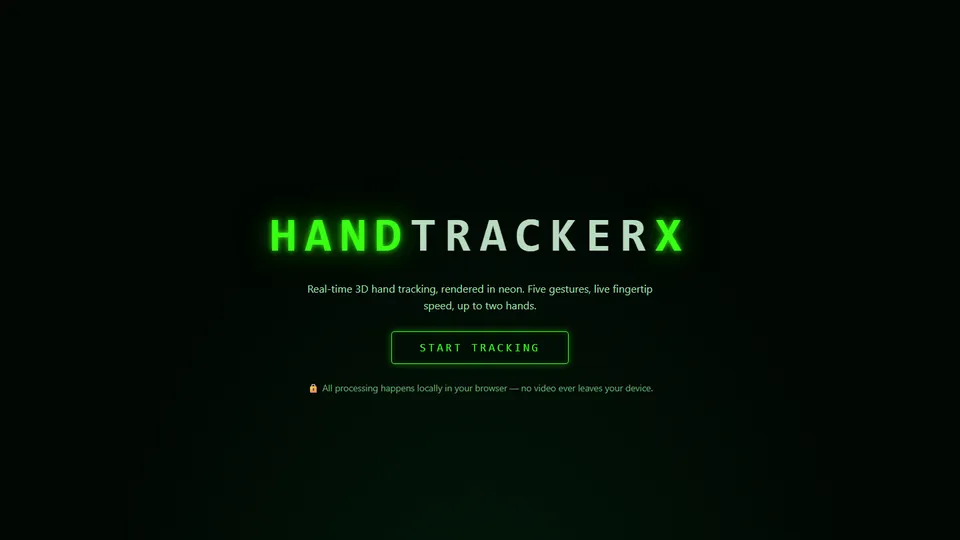 HANDTRACKERX
Real-time 3D hand tracking, rendered in neon. Five gestures, live fingertip
speed, up to two hands.
START TRACKING
🔒 All processing happens locally in your browser — no video ever leaves your device.